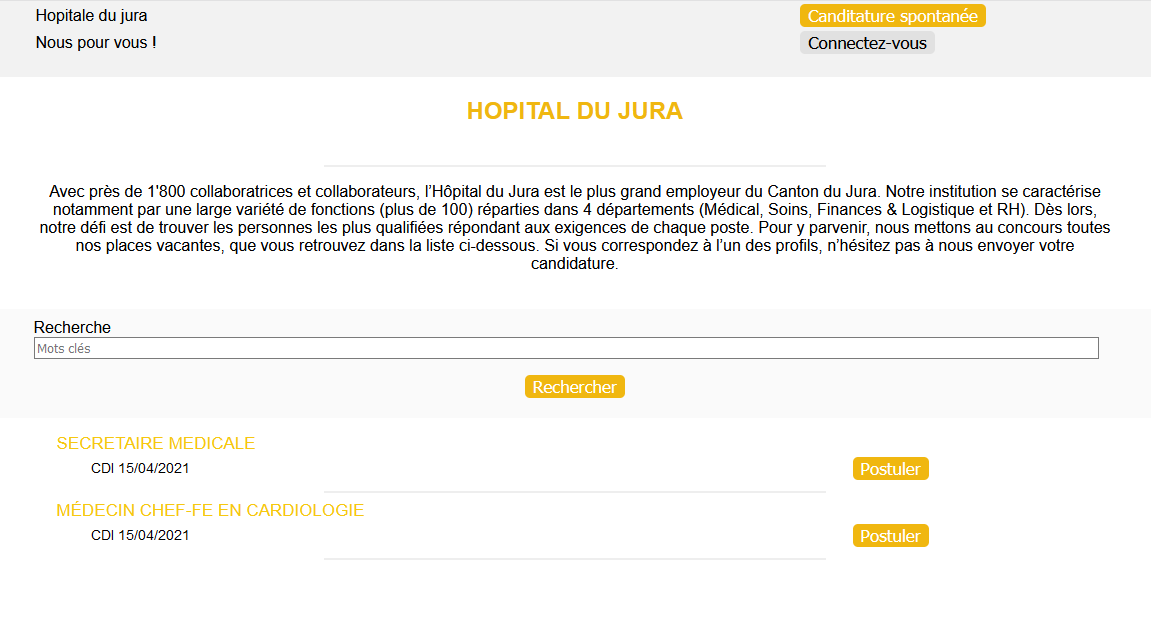 Hopitale du jura
Canditature spontanée
Nous pour vous !
Connectez-vous
HOPITAL DU JURA
Avec près de 1'800 collaboratrices et collaborateurs, l’Hôpital du Jura est le plus grand employeur du Canton du Jura. Notre institution se caractérise
notamment par une large variété de fonctions (plus de 100) réparties dans 4 départements (Médical, Soins, Finances & Logistique et RH). Dès lors,
notre défi est de trouver les personnes les plus qualifiées répondant aux exigences de chaque poste. Pour y parvenir, nous mettons au concours toutes
nos places vacantes, que vous retrouvez dans la liste ci-dessous. Si vous correspondez à l’un des profils, n’hésitez pas à nous envoyer votre
candidature.
Recherche
Mots clés
Rechercher
SECRETAIRE MEDICALE
CDI 15/04/2021
Postuler
MÉDECIN CHEF-FE EN CARDIOLOGIE
CDI 15/04/2021
Postuler